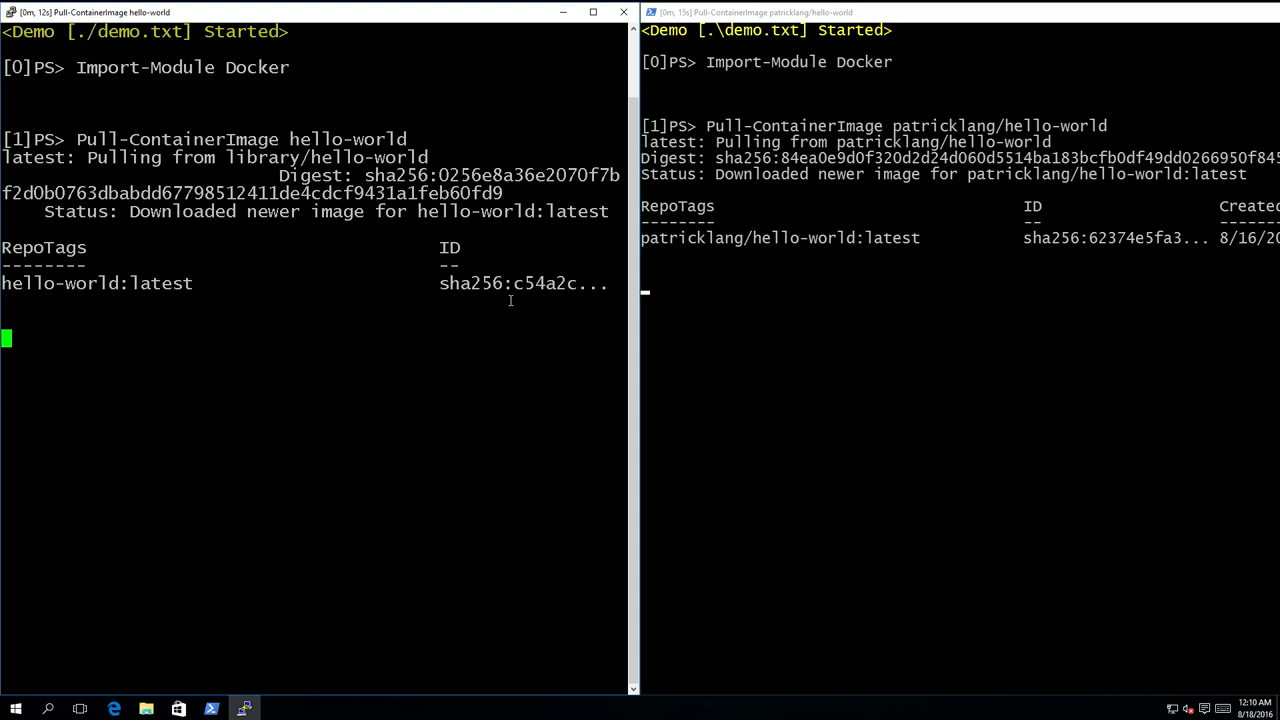 [0m, 12s] Pull-ContainerImage hello-world
<Demo [./demo.txt] Started>
[0]PS> Import-Module Docker
[1]PS> Pull-ContainerImage hello-world
latest: Pulling from library/hello-world
Digest: sha256:0256e8a36e2070f7b
f2d0b0763dbabdd67798512411de4cdcf9431a1feb60fd9
Status: Downloaded newer image for hello-world:latest
RepoTags ID
-------- --
hello-world:latest sha256:c54a2c...
[0m, 15s] Pull-ContainerImage patricklang/hello-world
<Demo [.\demo.txt] Started>
[0]PS> Import-Module Docker
[1]PS> Pull-ContainerImage patricklang/hello-world
latest: Pulling from patricklang/hello-world
Digest: sha256:84ea0e9d0f320d2d24d060d5514ba183bcfb0df49dd0266950f845
Status: Downloaded newer image for patricklang/hello-world:latest
RepoTags ID Created
-------- -- -------
patricklang/hello-world:latest sha256:62374e5fa3... 8/16/20
12:10 AM
8/18/2016